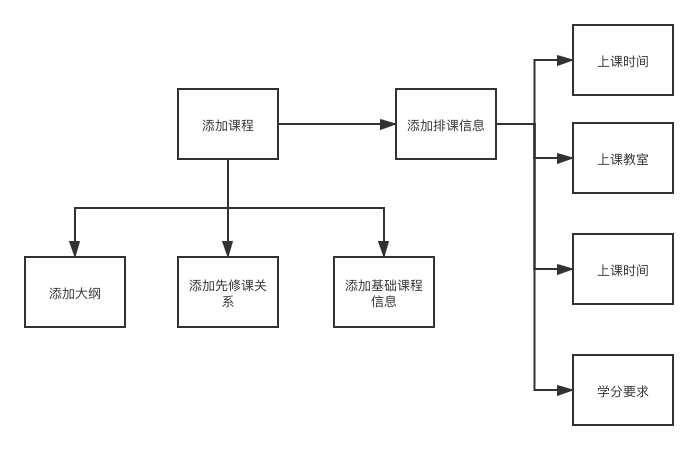 上课时间
添加课程
添加排课信息
上课教室
上课时间
添加大纲
添加先修课关
系
添加基础课程
信息
学分要求